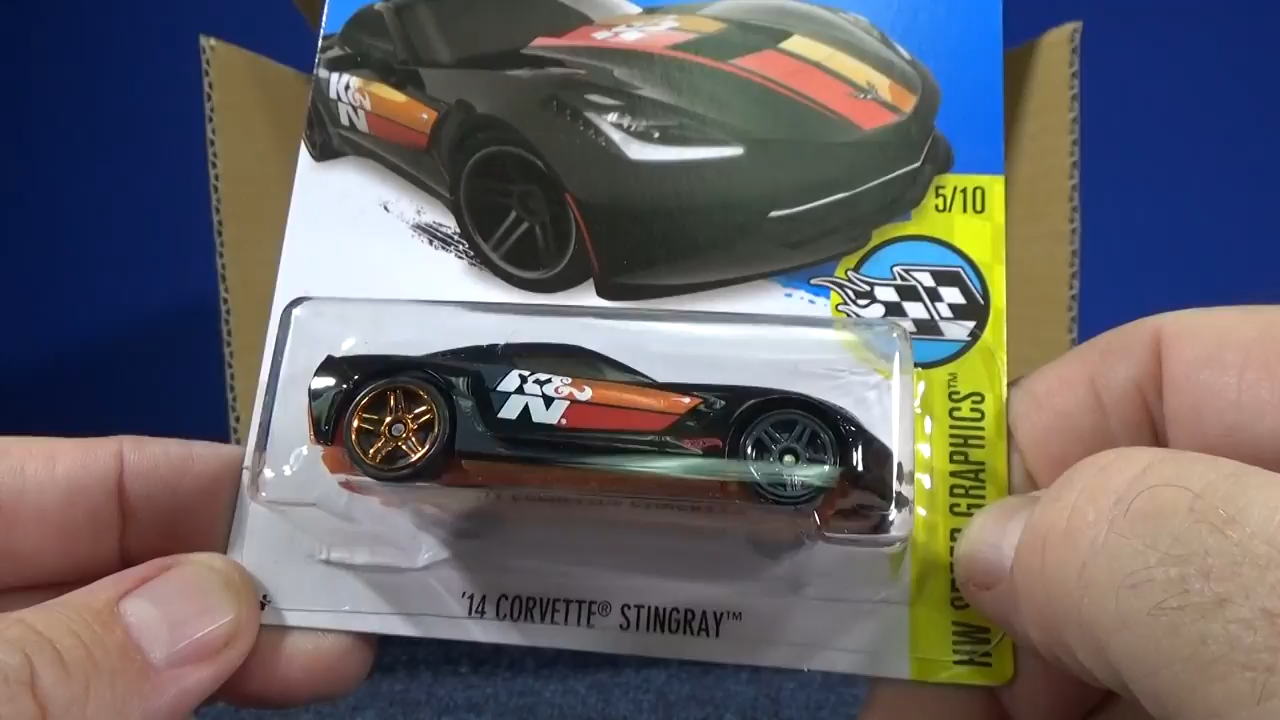 K&N
5/10
K&N
HW SPEED GRAPHICS™
'14 CORVETTE® STINGRAY™